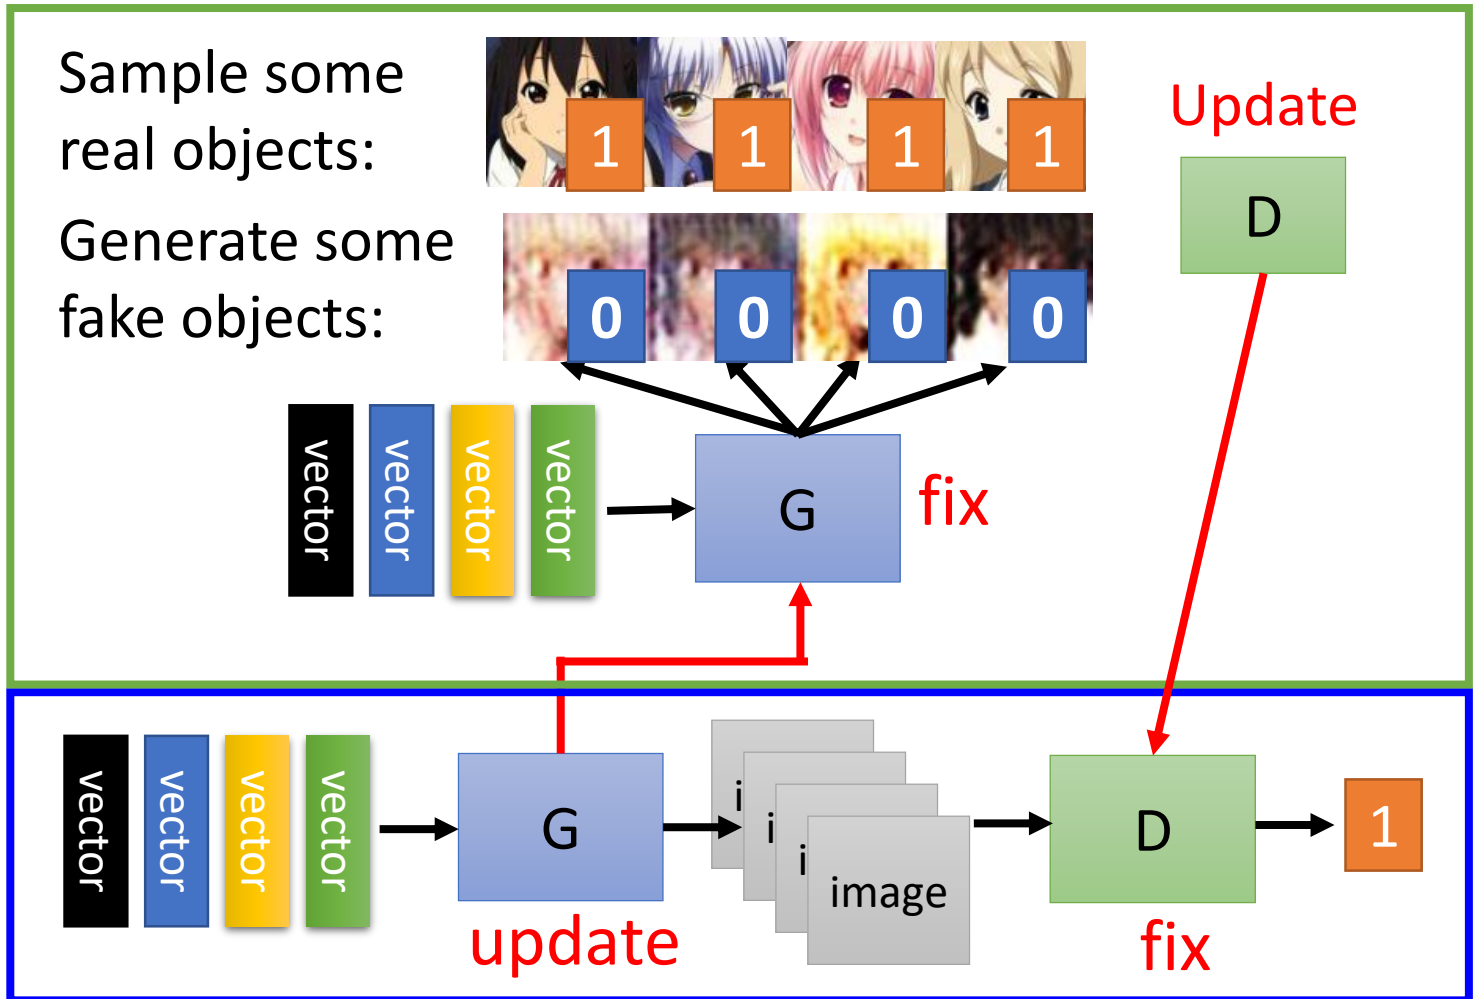 Sample some
real objects:
1 1 1 1
Update
D
Generate some
fake objects:
0 0 0 0
vector vector vector vector
G
fix
vector vector vector vector
G
update
i
i
i
image
D
fix
1